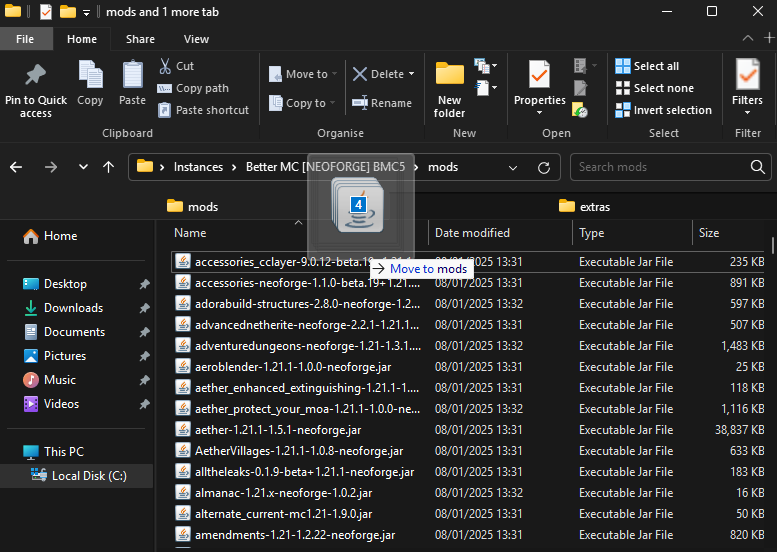 mods and 1 more tab
File Home Share View
Pin to Quick access
Copy
Paste
Cut
Copy path
Paste shortcut
Clipboard
Move to
Copy to
Delete
Rename
Organise
New folder
New
Properties
Open
Select all
Select none
Invert selection
Select
Filters
Filter
Instances Better MC [NEOFORGE] BMC5 mods
Search mods
mods extras
4
Move to mods
Name Date modified Type Size
Home
Desktop
Downloads
Documents
Pictures
Music
Videos
This PC
Local Disk (C:)
accessories_cclayer-9.0.12-beta.19 08/01/2025 13:31 Executable Jar File 235 KB
accessories-neoforge-1.1.0-beta.19+1.21.... 08/01/2025 13:31 Executable Jar File 891 KB
adorabuild-structures-2.8.0-neoforge-1.2... 08/01/2025 13:32 Executable Jar File 597 KB
advancednetherite-neoforge-2.2.1-1.21.1... 08/01/2025 13:31 Executable Jar File 507 KB
adventuredungeons-neoforge-1.21-1.3.1.... 08/01/2025 13:32 Executable Jar File 1,483 KB
aeroblender-1.21.1-1.0.0-neoforge.jar 08/01/2025 13:31 Executable Jar File 25 KB
aether_enhanced_extinguishing-1.21.1-1.... 08/01/2025 13:31 Executable Jar File 118 KB
aether_protect_your_moa-1.21.1-1.0.0-ne... 08/01/2025 13:32 Executable Jar File 1,116 KB
aether-1.21.1-1.5.1-neoforge.jar 08/01/2025 13:31 Executable Jar File 38,837 KB
AetherVillages-1.21.1-1.0.8-neoforge.jar 08/01/2025 13:31 Executable Jar File 633 KB
alltheleaks-0.1.9-beta+1.21.1-neoforge.jar 08/01/2025 13:31 Executable Jar File 183 KB
almanac-1.21.x-neoforge-1.0.2.jar 08/01/2025 13:32 Executable Jar File 16 KB
alternate_current-mc1.21-1.9.0.jar 08/01/2025 13:31 Executable Jar File 50 KB
amendments-1.21-1.2.22-neoforge.jar 08/01/2025 13:31 Executable Jar File 820 KB